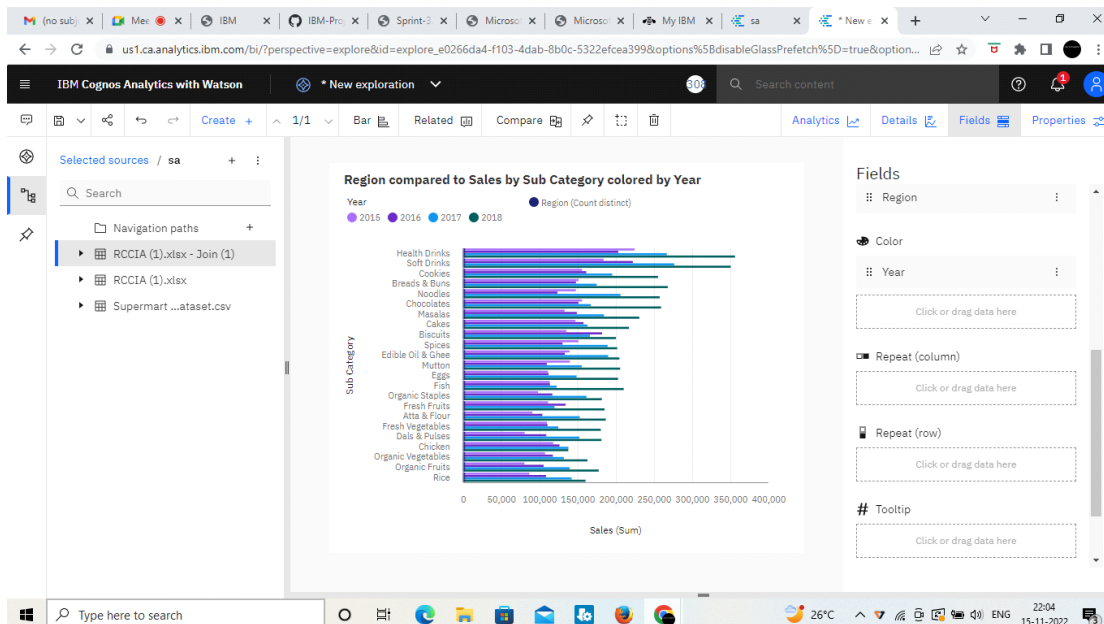 (no subj
Mee
IBM
IBM-Pro
Sprint-3
Microso
Microso
My IBM
sa
* New e
us1.ca.analytics.ibm.com/bi/?perspective=explore&id=explore_e0266da4-f103-4dab-8b0c-5322efcea399&options%5BdisableGlassPrefetch%5D=true&option...
IBM Cognos Analytics with Watson
* New exploration
308
Search content
1
Create +
1/1
Bar
Related
Compare
Analytics
Details
Fields
Properties
Selected sources / sa
Search
Navigation paths
RCCIA (1).xlsx - Join (1)
RCCIA (1).xlsx
Supermart ...ataset.csv
Region compared to Sales by Sub Category colored by Year
Year
2015 2016 2017 2018
Region (Count distinct)
Sub Category
Health Drinks
Soft Drinks
Cookies
Breads & Buns
Noodles
Chocolates
Masalas
Cakes
Biscuits
Spices
Edible Oil & Ghee
Mutton
Eggs
Fish
Organic Staples
Fresh Fruits
Atta & Flour
Fresh Vegetables
Dals & Pulses
Chicken
Organic Vegetables
Organic Fruits
Rice
0 50,000 100,000 150,000 200,000 250,000 300,000 350,000 400,000
Sales (Sum)
Fields
Region
Color
Year
Click or drag data here
Repeat (column)
Click or drag data here
Repeat (row)
Click or drag data here
# Tooltip
Click or drag data here
Type here to search
26°C
ENG
22:04
15-11-2022
3